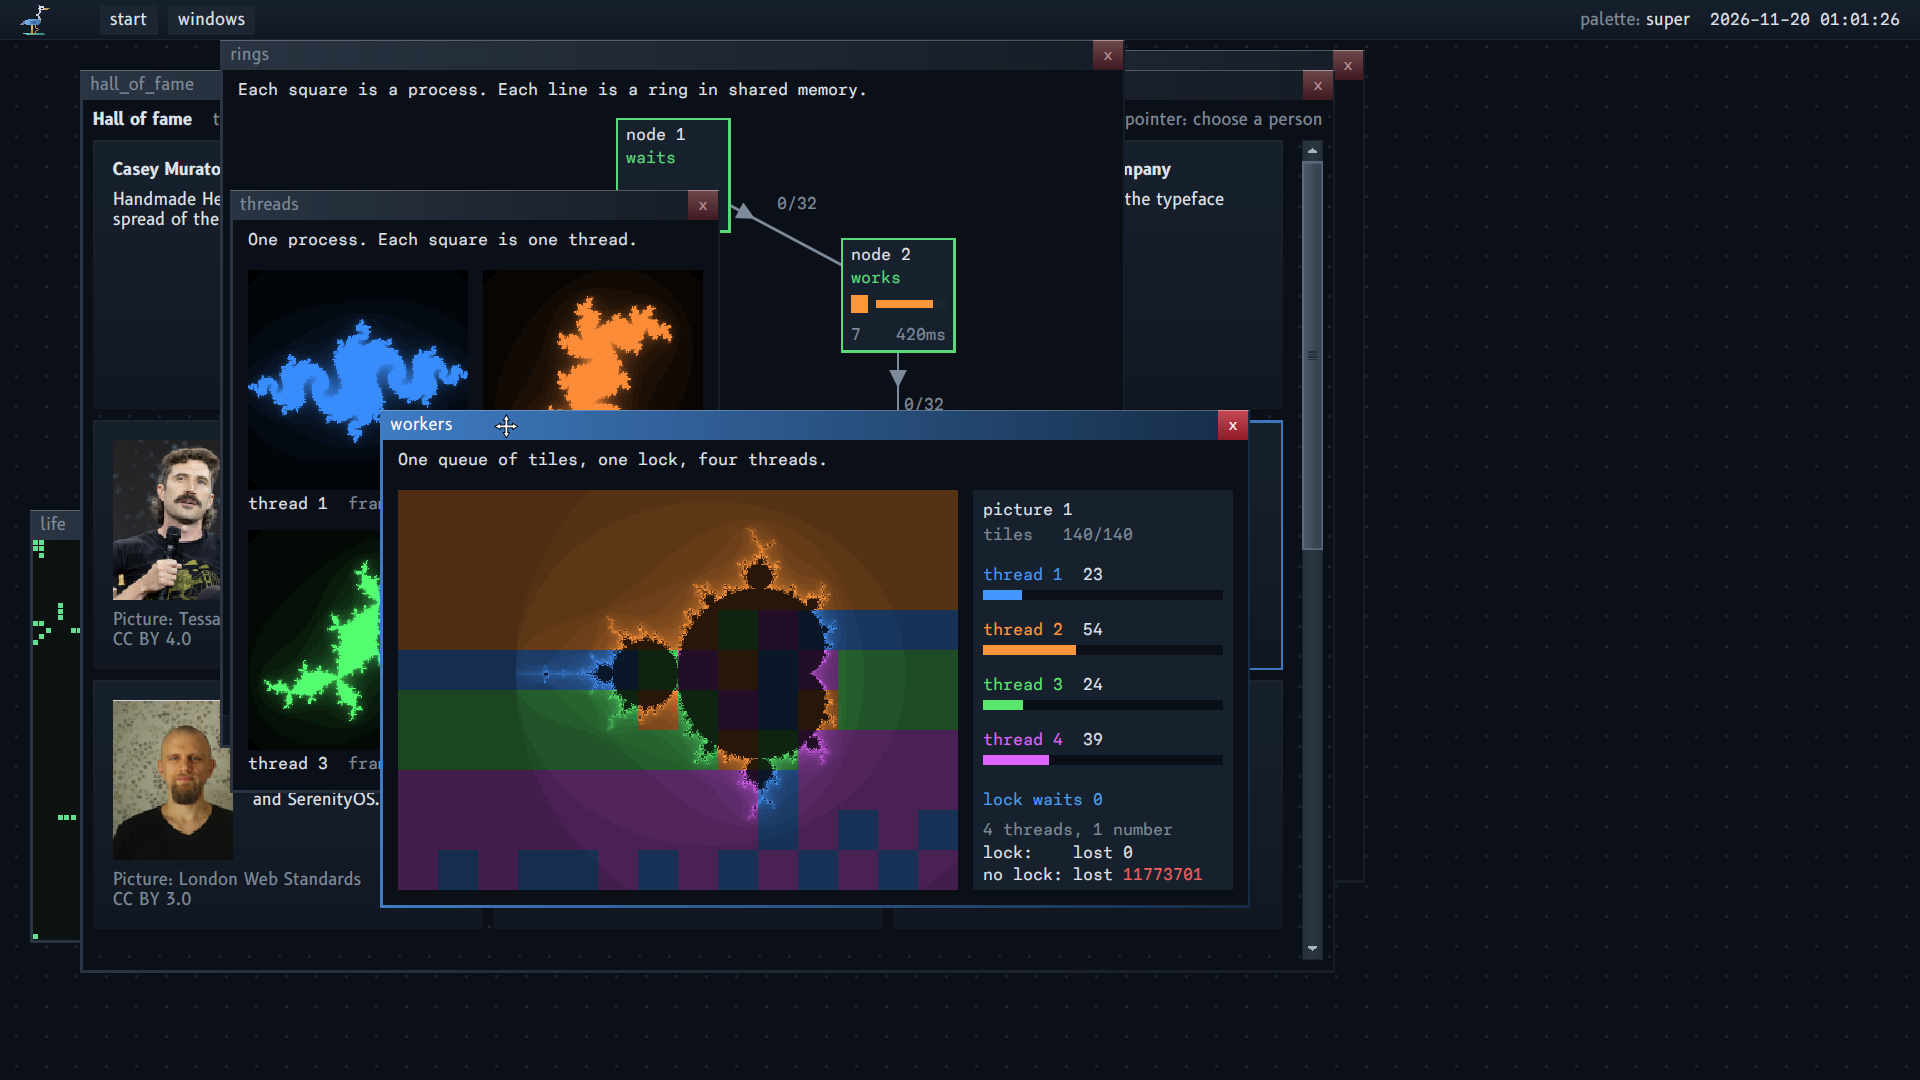 start
windows
palette: super
2026-11-20 01:01:26
rings
x
Each square is a process. Each line is a ring in shared memory.
node 1
waits
0/32
node 2
works
7 420ms
0/32
x
x
hall_of_fame
Hall of fame
pointer: choose a person
Casey Murato
Handmade He
spread of the
mpany
the typeface
Picture: Tessa
CC BY 4.0
and SerenityOS.
Picture: London Web Standards
CC BY 3.0
life
threads
x
One process. Each square is one thread.
thread 1 fra
thread 3 fra
workers
x
One queue of tiles, one lock, four threads.
picture 1
tiles 140/140
thread 1 23
thread 2 54
thread 3 24
thread 4 39
lock waits 0
4 threads, 1 number
lock: lost 0
no lock: lost 11773701